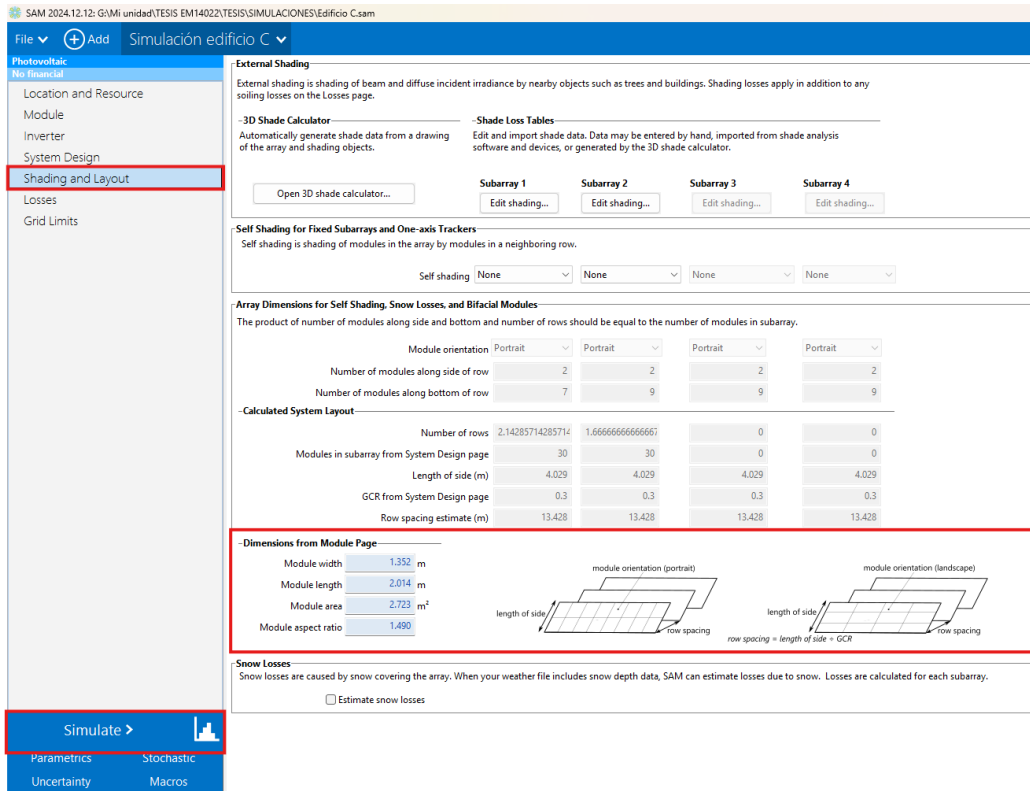 SAM 2024.12.12: G:\Mi unidad\TESIS EM14022\TESIS\SIMULACIONES\Edificio C.sam
File Add Simulación edificio C
Photovoltaic
No financial
Location and Resource
Module
Inverter
System Design
Shading and Layout
Losses
Grid Limits
External Shading
External shading is shading of beam and diffuse incident irradiance by nearby objects such as trees and buildings. Shading losses apply in addition to any
soiling losses on the Losses page.
3D Shade Calculator
Automatically generate shade data from a drawing
of the array and shading objects.
Open 3D shade calculator...
Shade Loss Tables
Edit and import shade data. Data may be entered by hand, imported from shade analysis
software and devices, or generated by the 3D shade calculator.
Subarray 1 Subarray 2 Subarray 3 Subarray 4
Edit shading... Edit shading... Edit shading... Edit shading...
Self Shading for Fixed Subarrays and One-axis Trackers
Self shading is shading of modules in the array by modules in a neighboring row.
Self shading None None None None
Array Dimensions for Self Shading, Snow Losses, and Bifacial Modules
The product of number of modules along side and bottom and number of rows should be equal to the number of modules in subarray.
Module orientation Portrait Portrait Portrait Portrait
Number of modules along side of row 2 2 2 2
Number of modules along bottom of row 7 9 9 9
Calculated System Layout
Number of rows 2.14285714285714 1.66666666666667 0 0
Modules in subarray from System Design page 30 30 0 0
Length of side (m) 4.029 4.029 4.029 4.029
GCR from System Design page 0.3 0.3 0.3 0.3
Row spacing estimate (m) 13.428 13.428 13.428 13.428
Dimensions from Module Page
Module width 1.352 m
Module length 2.014 m
Module area 2.723 m²
Module aspect ratio 1.490
module orientation (portrait)
length of side
row spacing
module orientation (landscape)
length of side
row spacing
row spacing = length of side ÷ GCR
Snow Losses
Snow losses are caused by snow covering the array. When your weather file includes snow depth data, SAM can estimate losses due to snow. Losses are calculated for each subarray.
Estimate snow losses
Simulate >
Parametrics Stochastic
Uncertainty Macros